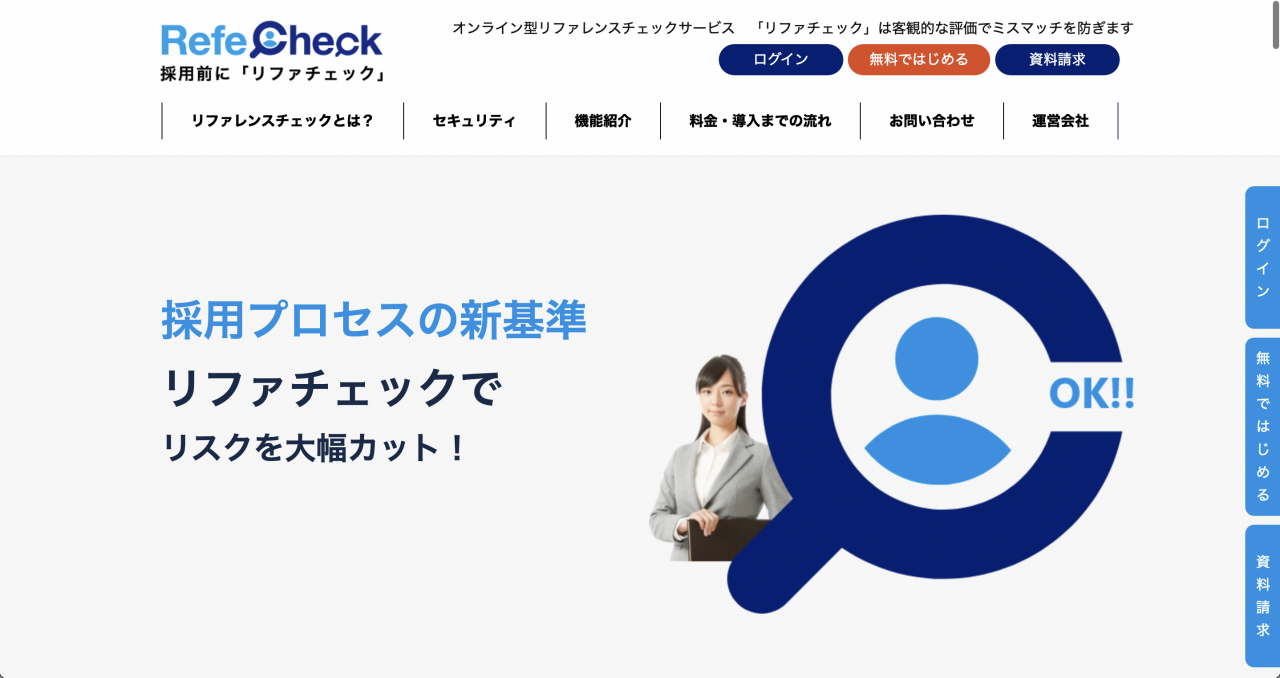 RefeCheck
採用前に「リファチェック」
オンライン型リファレンスチェックサービス　「リファチェック」は客観的な評価でミスマッチを防ぎます
ログイン
無料ではじめる
資料請求
リファレンスチェックとは？
セキュリティ
機能紹介
料金・導入までの流れ
お問い合わせ
運営会社
採用プロセスの新基準
リファチェックで
リスクを大幅カット！
OK!!
ログイン
無料ではじめる
資料請求